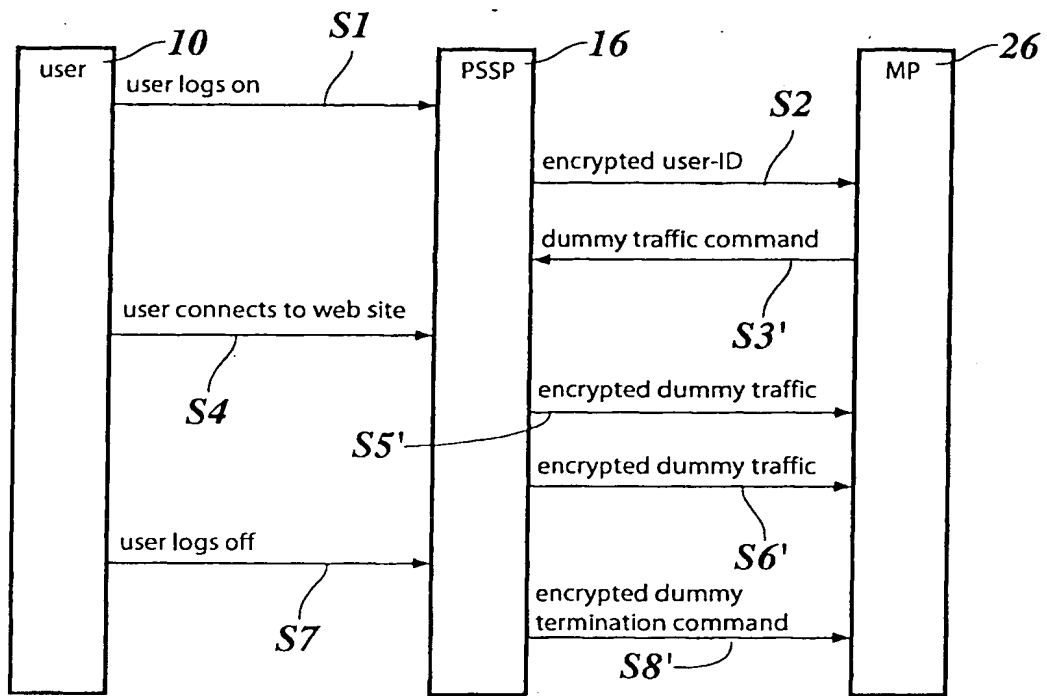 10
S1
16
26
user
PSSP
MP
user logs on
S2
encrypted user-ID
dummy traffic command
S3'
user connects to web site
S4
encrypted dummy traffic
S5'
encrypted dummy traffic
S6'
user logs off
S7
encrypted dummy
termination command
S8'